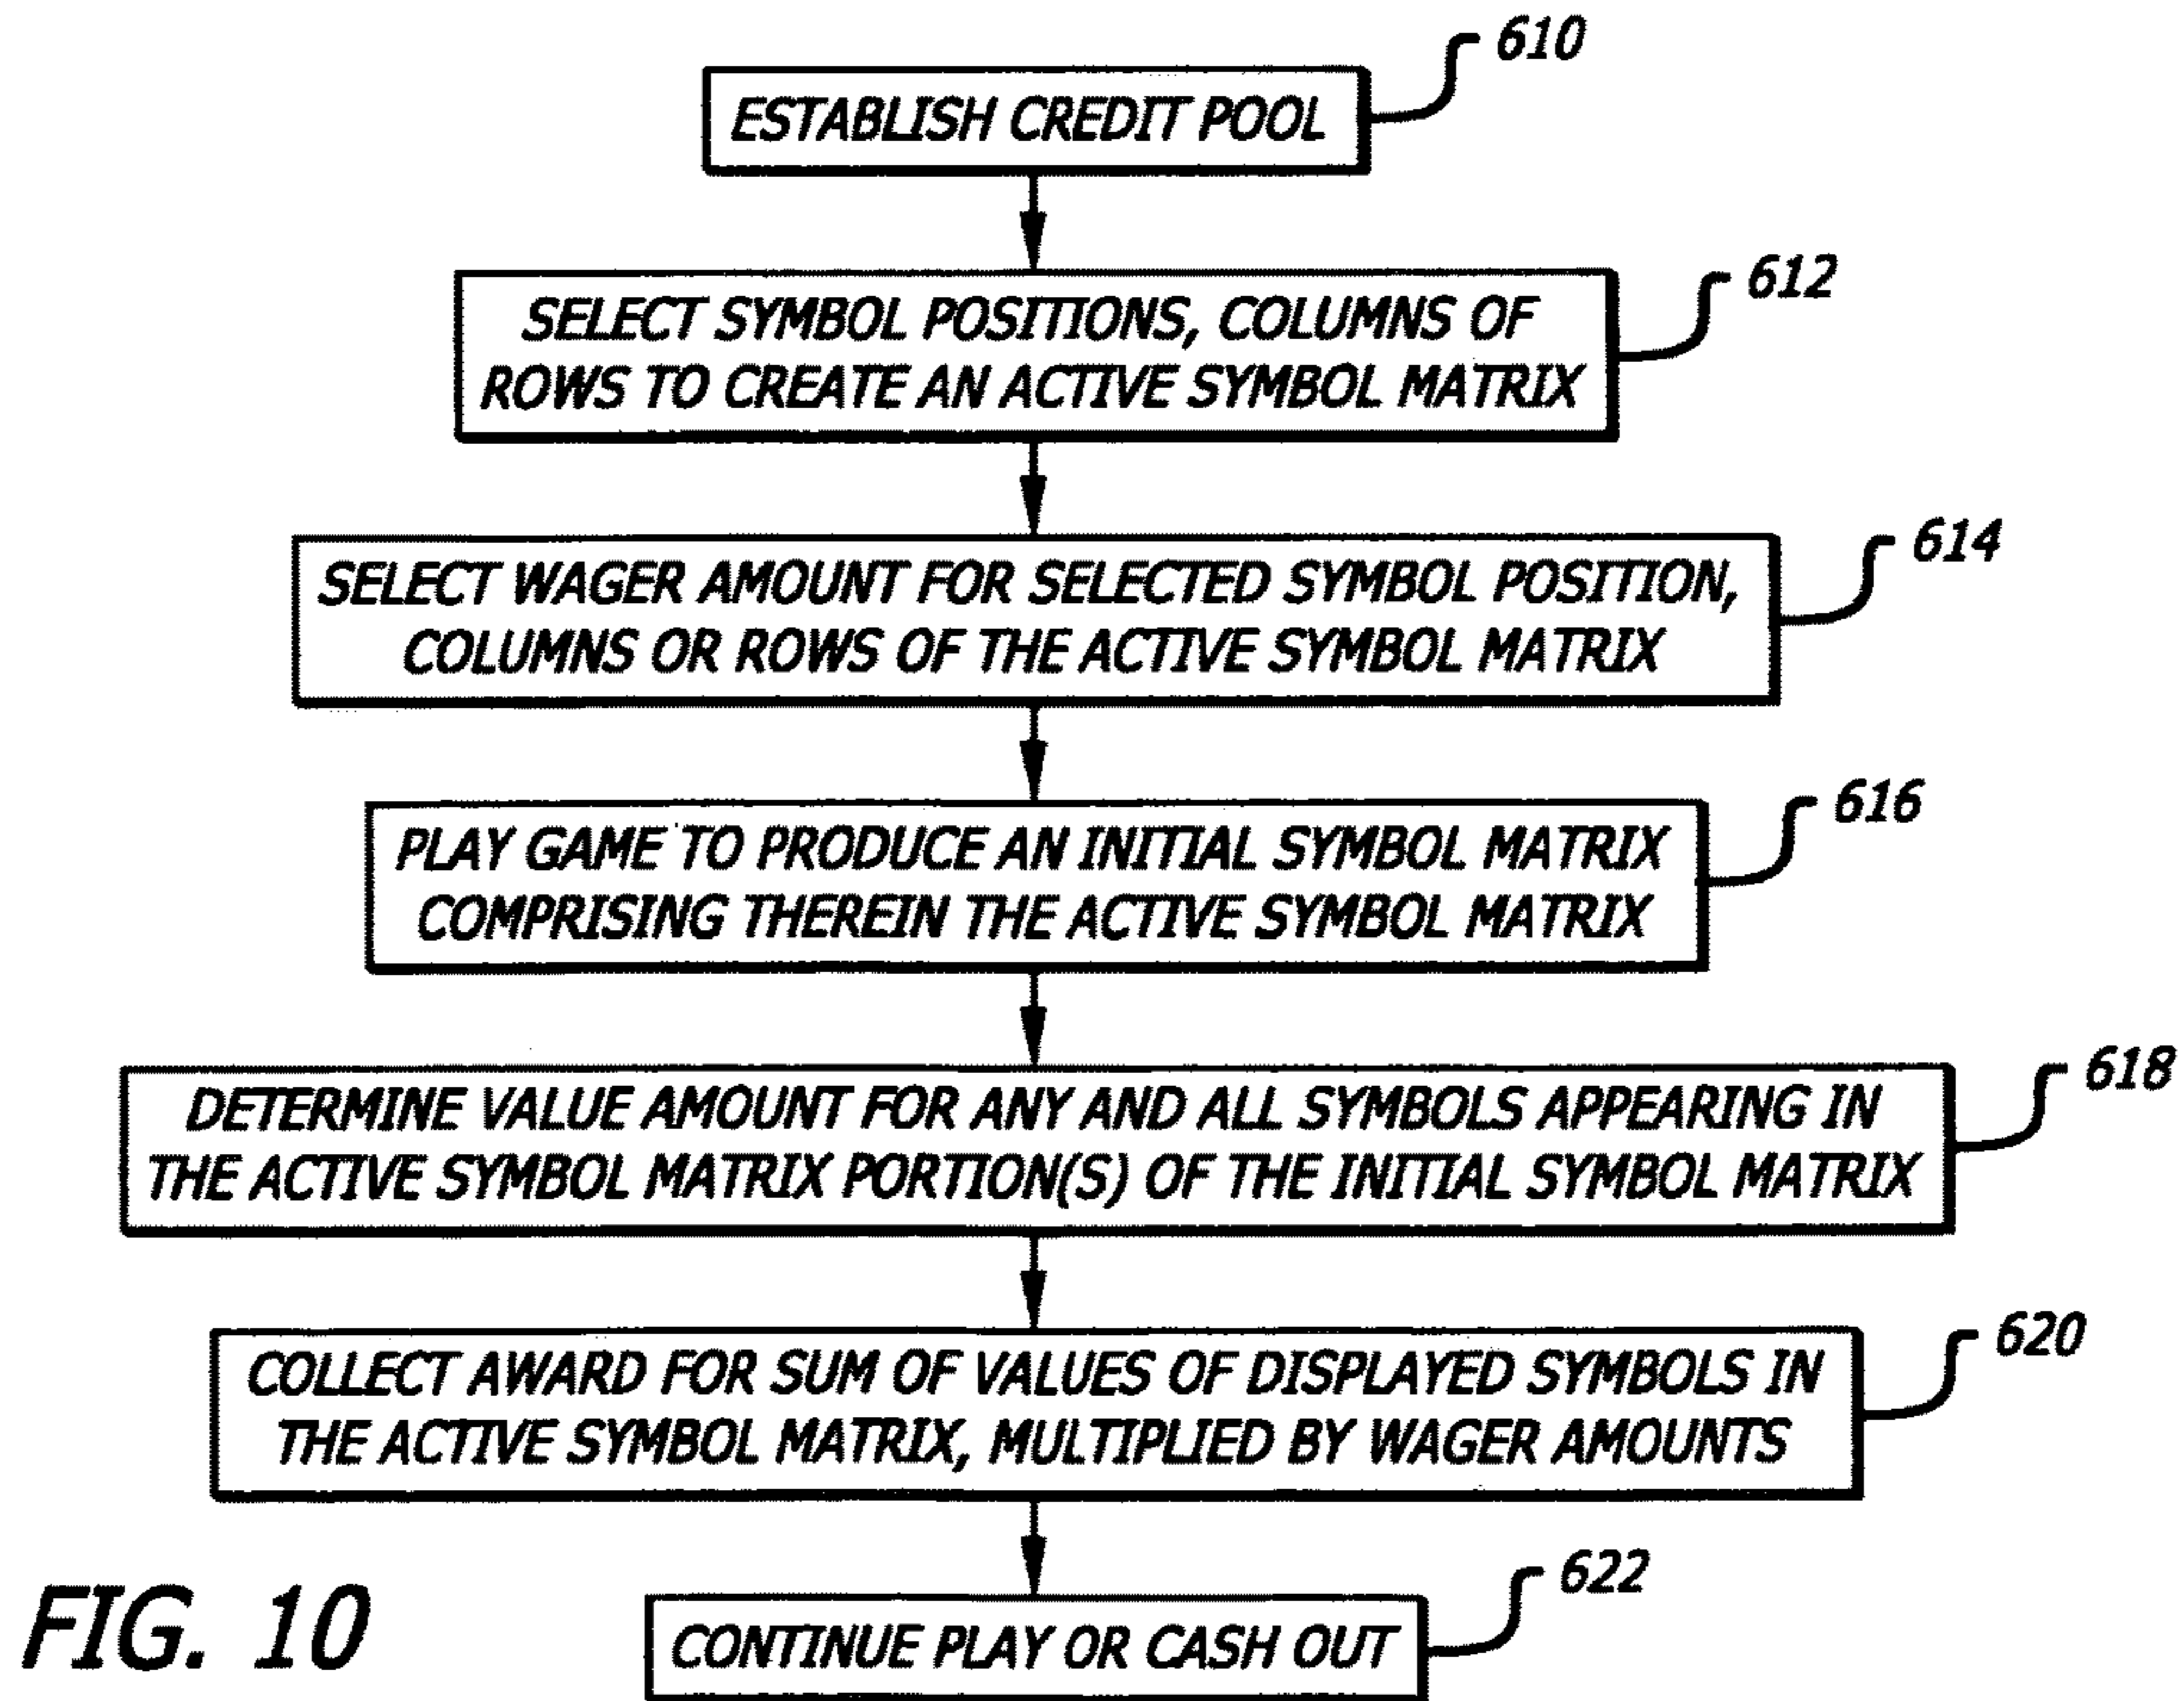 610
ESTABLISH CREDIT POOL
612
SELECT SYMBOL POSITIONS, COLUMNS OF
ROWS TO CREATE AN ACTIVE SYMBOL MATRIX
614
SELECT WAGER AMOUNT FOR SELECTED SYMBOL POSITION,
COLUMNS OR ROWS OF THE ACTIVE SYMBOL MATRIX
616
PLAY GAME TO PRODUCE AN INITIAL SYMBOL MATRIX
COMPRISING THEREIN THE ACTIVE SYMBOL MATRIX
618
DETERMINE VALUE AMOUNT FOR ANY AND ALL SYMBOLS APPEARING IN
THE ACTIVE SYMBOL MATRIX PORTION(S) OF THE INITIAL SYMBOL MATRIX
620
COLLECT AWARD FOR SUM OF VALUES OF DISPLAYED SYMBOLS IN
THE ACTIVE SYMBOL MATRIX, MULTIPLIED BY WAGER AMOUNTS
622
CONTINUE PLAY OR CASH OUT
FIG. 10